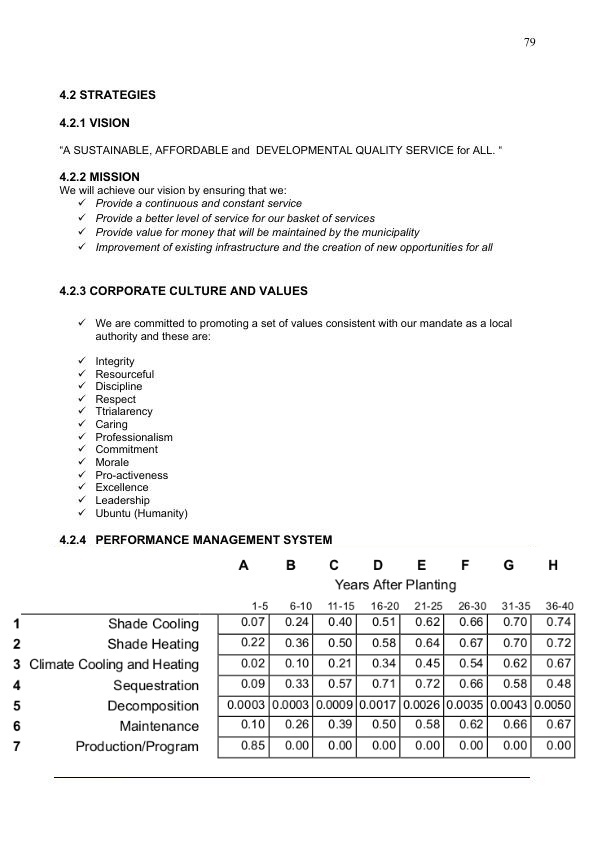 79
4.2 STRATEGIES
4.2.1 VISION
"A SUSTAINABLE, AFFORDABLE and DEVELOPMENTAL QUALITY SERVICE for ALL. "
4.2.2 MISSION
We will achieve our vision by ensuring that we:
✓ Provide a continuous and constant service
✓ Provide a better level of service for our basket of services
✓ Provide value for money that will be maintained by the municipality
✓ Improvement of existing infrastructure and the creation of new opportunities for all
4.2.3 CORPORATE CULTURE AND VALUES
✓ We are committed to promoting a set of values consistent with our mandate as a local
authority and these are:
✓ Integrity
✓ Resourceful
✓ Discipline
✓ Respect
✓ Ttrialarency
✓ Caring
✓ Professionalism
✓ Commitment
✓ Morale
✓ Pro-activeness
✓ Excellence
✓ Leadership
✓ Ubuntu (Humanity)
4.2.4 PERFORMANCE MANAGEMENT SYSTEM
A B C D E F G H
Years After Planting
1-5 6-10 11-15 16-20 21-25 26-30 31-35 36-40
1 Shade Cooling 0.07 0.24 0.40 0.51 0.62 0.66 0.70 0.74
2 Shade Heating 0.22 0.36 0.50 0.58 0.64 0.67 0.70 0.72
3 Climate Cooling and Heating 0.02 0.10 0.21 0.34 0.45 0.54 0.62 0.67
4 Sequestration 0.09 0.33 0.57 0.71 0.72 0.66 0.58 0.48
5 Decomposition 0.0003 0.0003 0.0009 0.0017 0.0026 0.0035 0.0043 0.0050
6 Maintenance 0.10 0.26 0.39 0.50 0.58 0.62 0.66 0.67
7 Production/Program 0.85 0.00 0.00 0.00 0.00 0.00 0.00 0.00